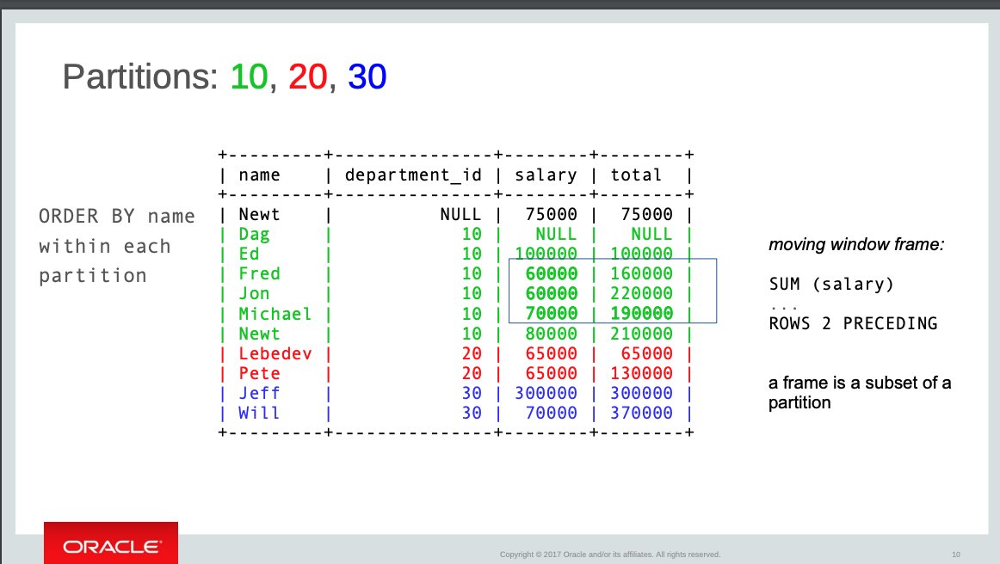 Partitions: 10, 20, 30
ORDER BY name
within each
partition
+---------+---------------+--------+--------+
| name    | department_id | salary | total  |
+---------+---------------+--------+--------+
| Newt    |          NULL |  75000 |  75000 |
| Dag     |            10 |   NULL |   NULL |
| Ed      |            10 | 100000 | 100000 |
| Fred    |            10 |  60000 | 160000 |
| Jon     |            10 |  60000 | 220000 |
| Michael |            10 |  70000 | 190000 |
| Newt    |            10 |  80000 | 210000 |
| Lebedev |            20 |  65000 |  65000 |
| Pete    |            20 |  65000 | 130000 |
| Jeff    |            30 | 300000 | 300000 |
| Will    |            30 |  70000 | 370000 |
+---------+---------------+--------+--------+
moving window frame:
SUM (salary)
...
ROWS 2 PRECEDING
a frame is a subset of a
partition
ORACLE®
Copyright © 2017 Oracle and/or its affiliates. All rights reserved.
10